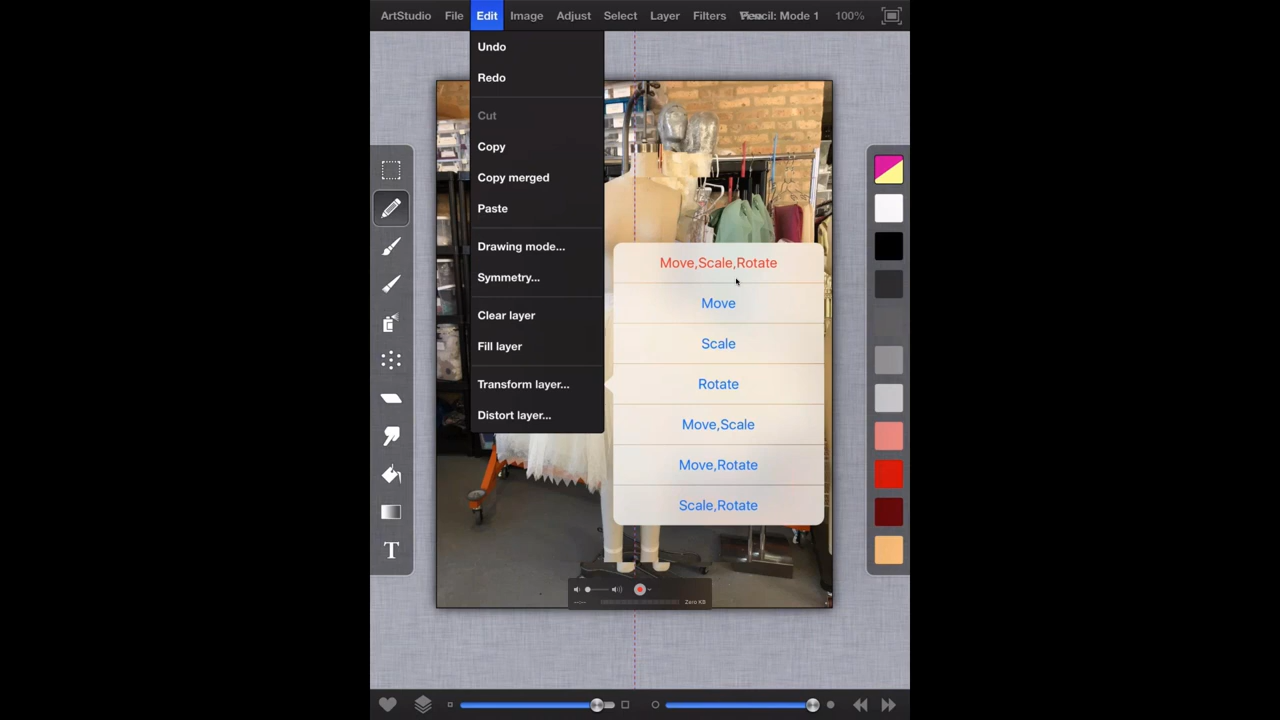 ArtStudio File Edit Image Adjust Select Layer Filters Pencil: Mode 1 100%
Undo
Redo
Cut
Copy
Copy merged
Paste
Drawing mode...
Symmetry...
Clear layer
Fill layer
Transform layer...
Distort layer...
Move,Scale,Rotate
Move
Scale
Rotate
Move,Scale
Move,Rotate
Scale,Rotate
T
--:-- Zero KB